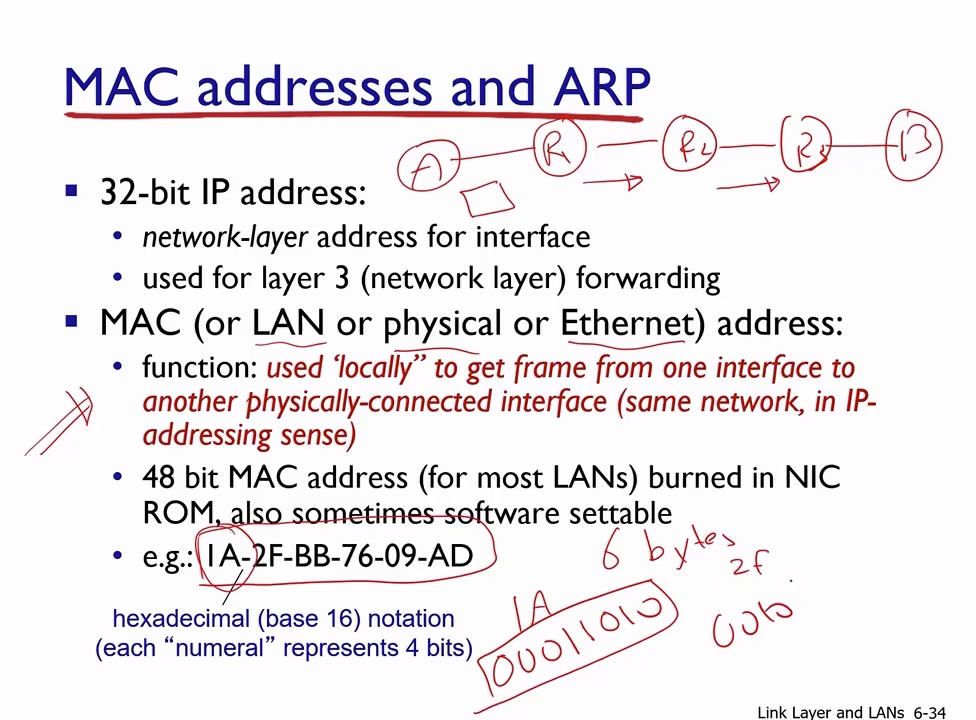 MAC addresses and ARP
A R1 R2 R3 B
▪ 32-bit IP address:
• network-layer address for interface
• used for layer 3 (network layer) forwarding
▪ MAC (or LAN or physical or Ethernet) address:
• function: used ‘locally” to get frame from one interface to
another physically-connected interface (same network, in IP-
addressing sense)
• 48 bit MAC address (for most LANs) burned in NIC
ROM, also sometimes software settable
• e.g.: 1A-2F-BB-76-09-AD
6 bytes
2f
1A
00011010
0010
hexadecimal (base 16) notation
(each “numeral” represents 4 bits)
Link Layer and LANs 6-34